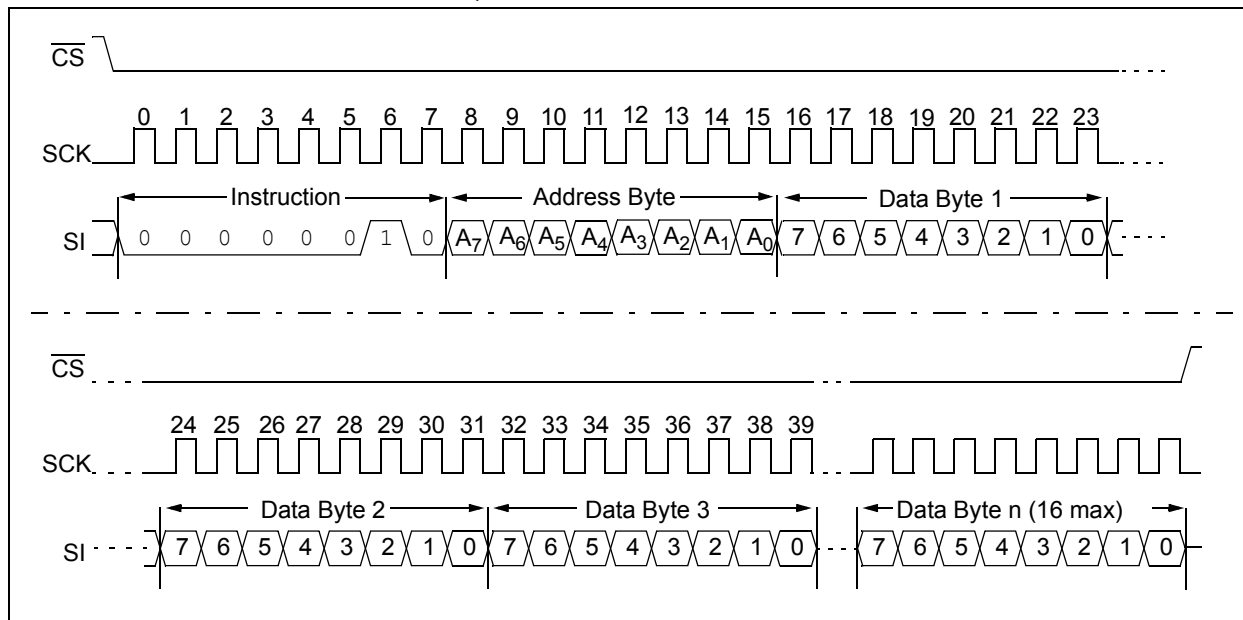 CS
0 1 2 3 4 5 6 7 8 9 10 11 12 13 14 15 16 17 18 19 20 21 22 23
SCK
Instruction Address Byte Data Byte 1
SI 0 0 0 0 0 0 1 0 A7 A6 A5 A4 A3 A2 A1 A0 7 6 5 4 3 2 1 0
CS
24 25 26 27 28 29 30 31 32 33 34 35 36 37 38 39
SCK
Data Byte 2 Data Byte 3 Data Byte n (16 max)
SI 7 6 5 4 3 2 1 0 7 6 5 4 3 2 1 0 7 6 5 4 3 2 1 0